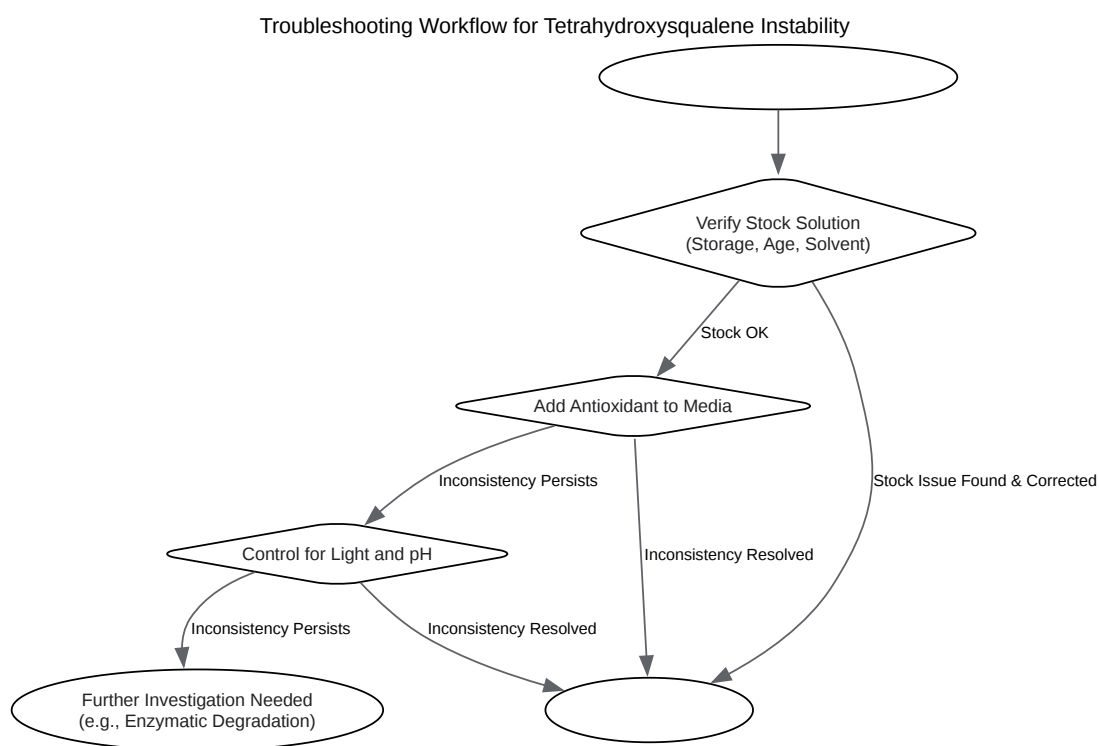 Troubleshooting Workflow for Tetrahydroxysqualene Instability
Verify Stock Solution
(Storage, Age, Solvent)
Stock OK
Add Antioxidant to Media
Inconsistency Persists
Stock Issue Found & Corrected
Control for Light and pH
Inconsistency Resolved
Inconsistency Persists
Inconsistency Resolved
Further Investigation Needed
(e.g., Enzymatic Degradation)